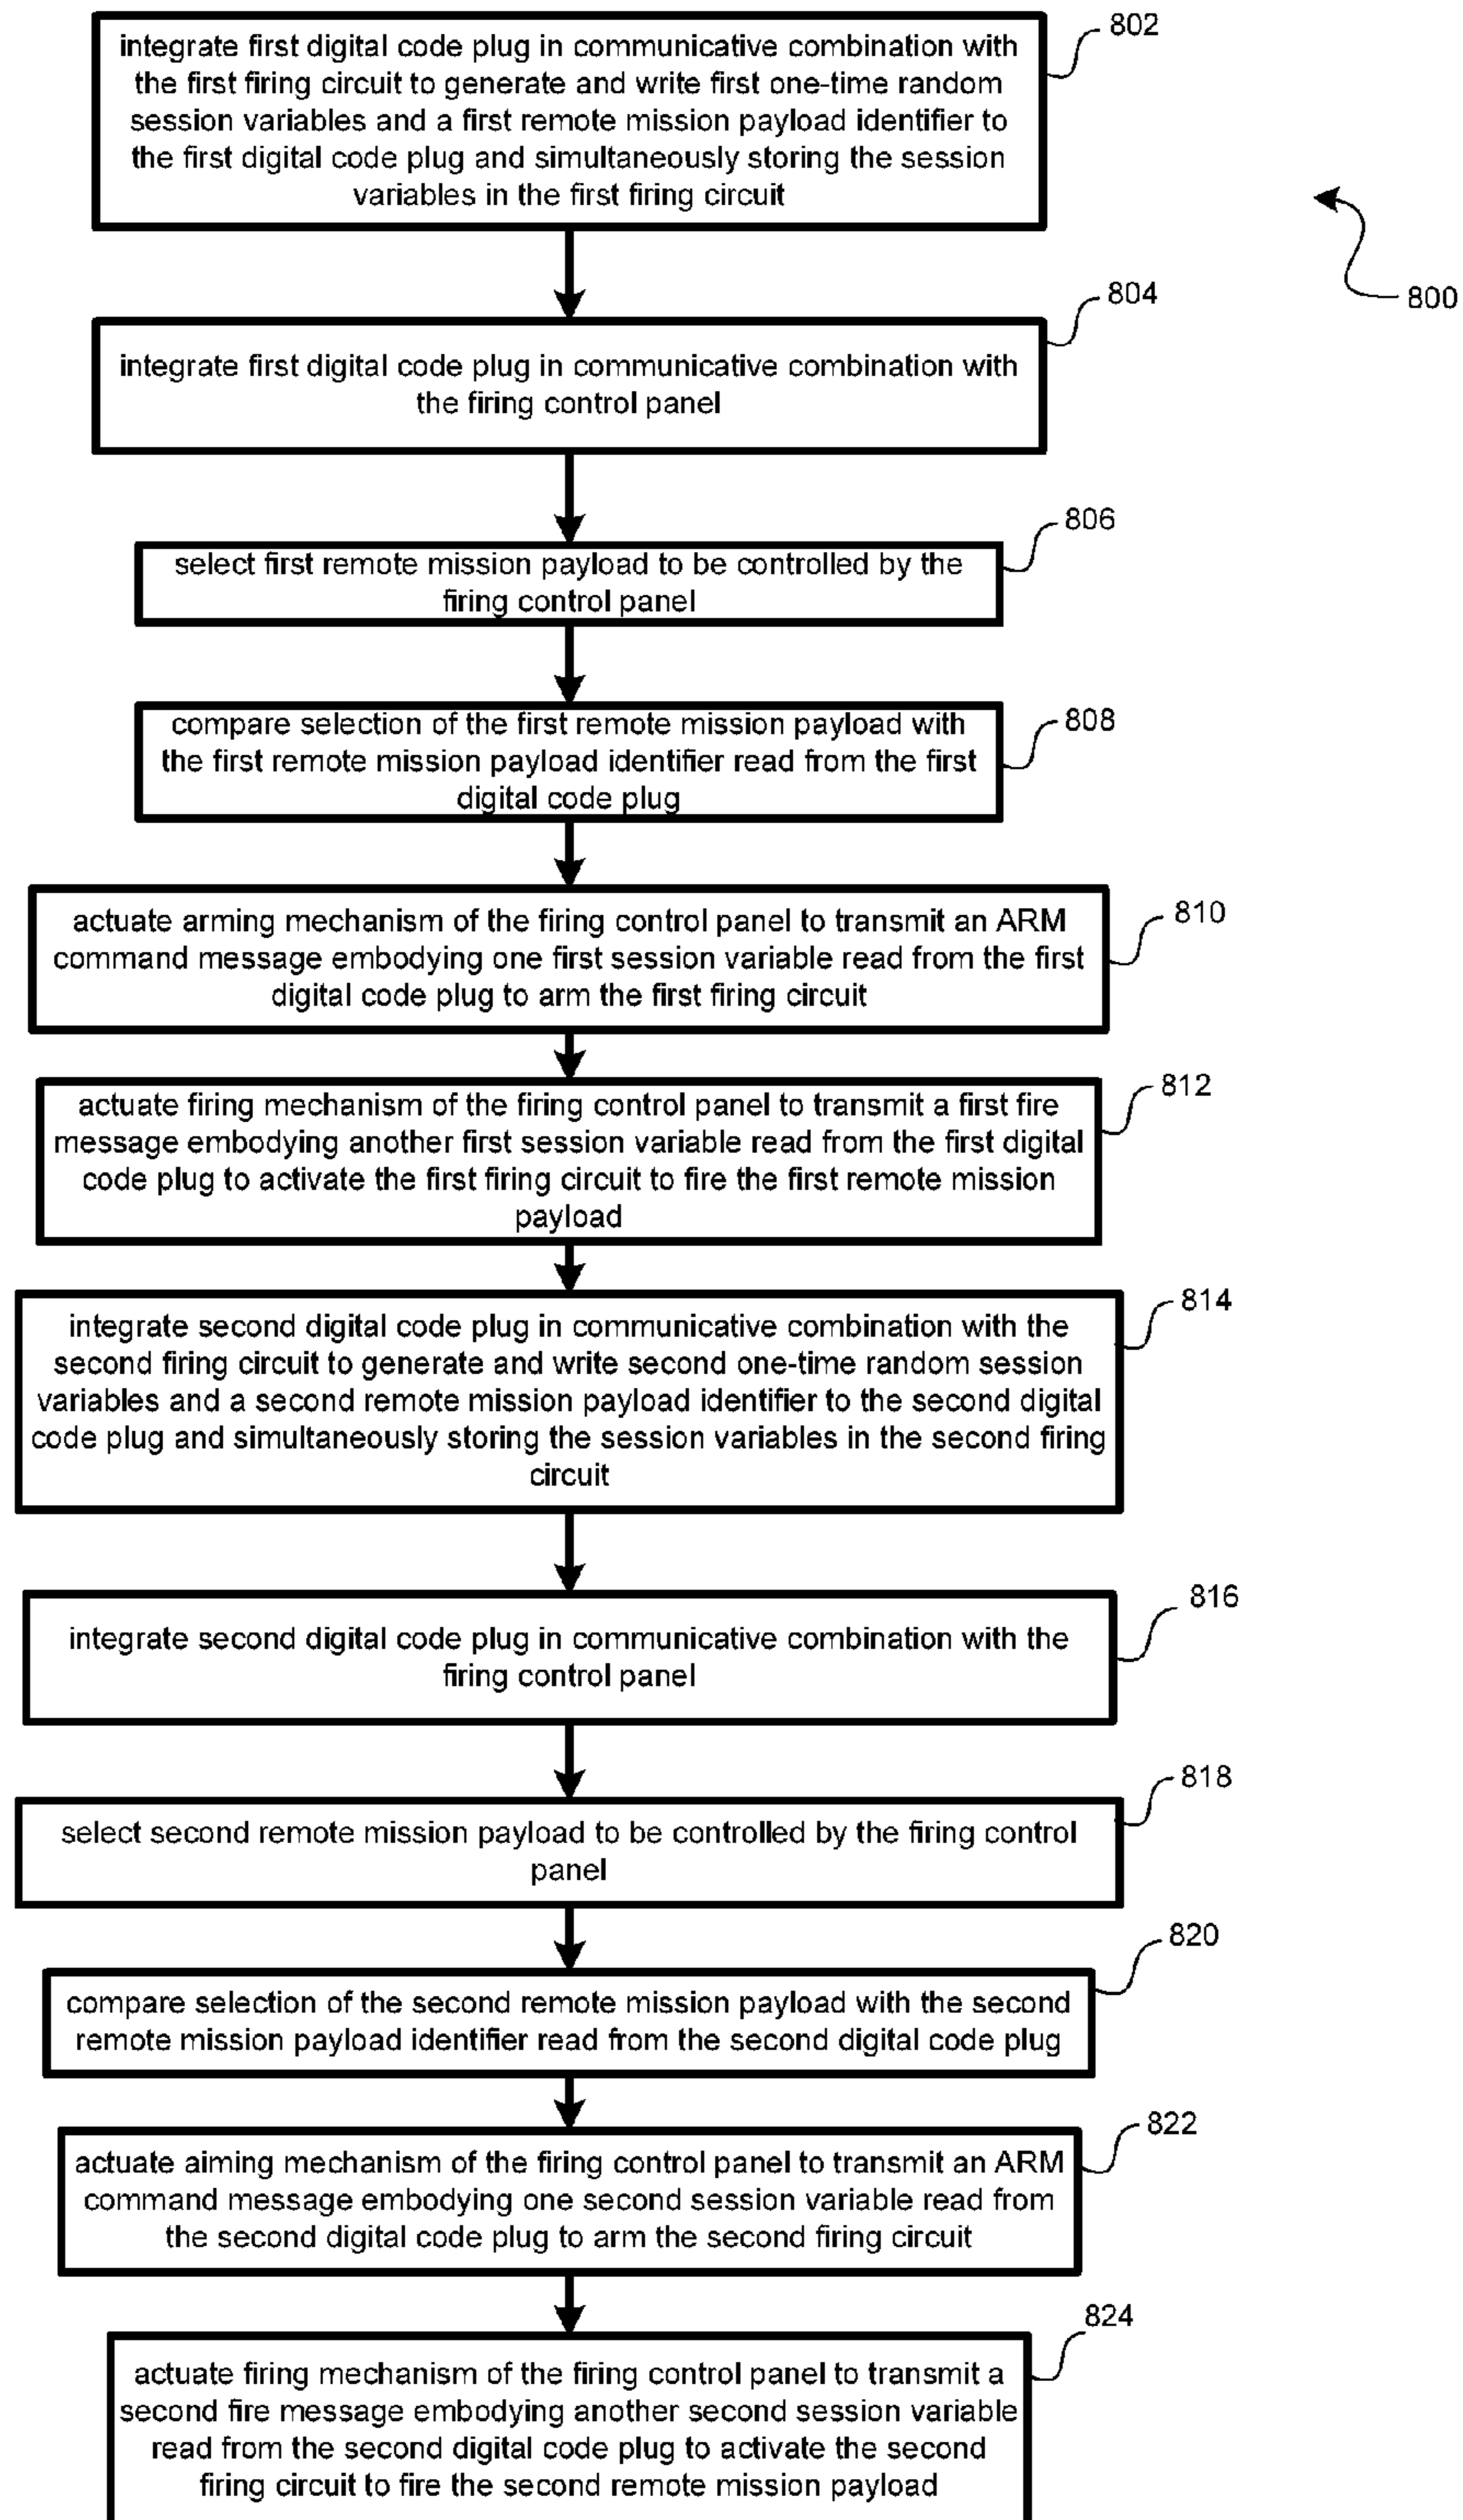 802
integrate first digital code plug in communicative combination with
the first firing circuit to generate and write first one-time random
session variables and a first remote mission payload identifier to
the first digital code plug and simultaneously storing the session
variables in the first firing circuit
800
804
integrate first digital code plug in communicative combination with
the firing control panel
806
select first remote mission payload to be controlled by the
firing control panel
808
compare selection of the first remote mission payload with
the first remote mission payload identifier read from the first
digital code plug
810
actuate arming mechanism of the firing control panel to transmit an ARM
command message embodying one first session variable read from the first
digital code plug to arm the first firing circuit
812
actuate firing mechanism of the firing control panel to transmit a first fire
message embodying another first session variable read from the first digital
code plug to activate the first firing circuit to fire the first remote mission
payload
814
integrate second digital code plug in communicative combination with the
second firing circuit to generate and write second one-time random session
variables and a second remote mission payload identifier to the second digital
code plug and simultaneously storing the session variables in the second firing
circuit
816
integrate second digital code plug in communicative combination with the
firing control panel
818
select second remote mission payload to be controlled by the firing control
panel
820
compare selection of the second remote mission payload with the second
remote mission payload identifier read from the second digital code plug
822
actuate aiming mechanism of the firing control panel to transmit an ARM
command message embodying one second session variable read from
the second digital code plug to arm the second firing circuit
824
actuate firing mechanism of the firing control panel to transmit a
second fire message embodying another second session variable
read from the second digital code plug to activate the second
firing circuit to fire the second remote mission payload